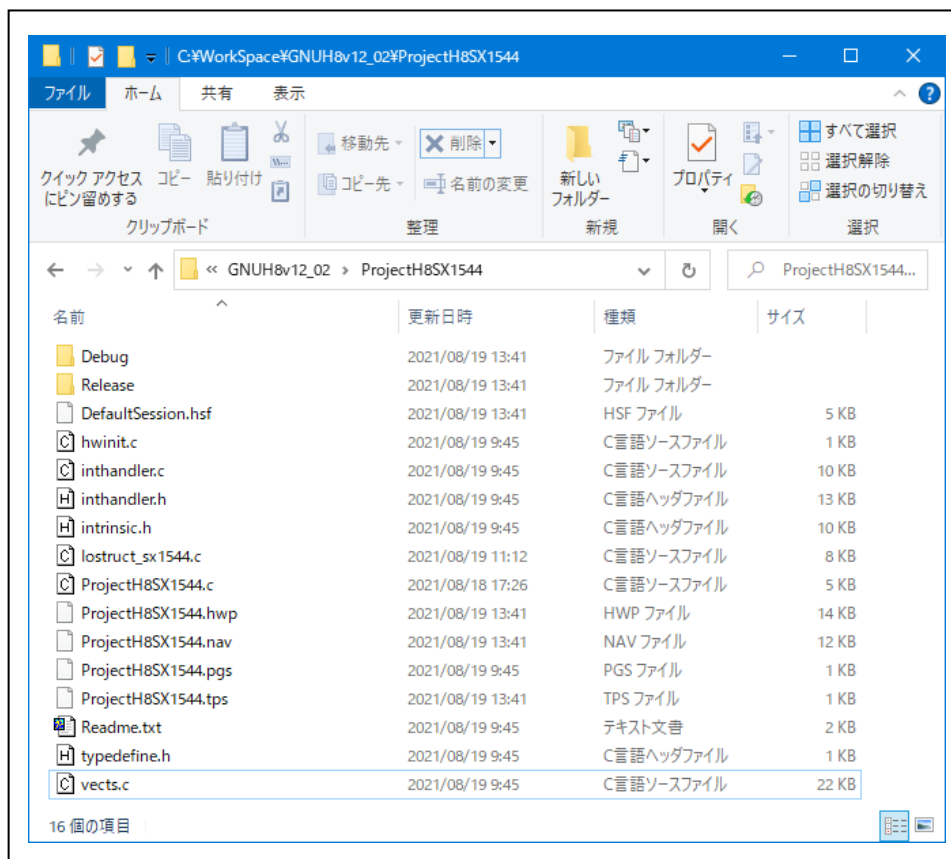 C:¥WorkSpace¥GNUH8v12_02¥ProjectH8SX1544
ファイル ホーム 共有 表示
クイック アクセス
にピン留めする
コピー
貼り付け
クリップボード
移動先
コピー先
削除
名前の変更
整理
新しい
フォルダー
新規
プロパティ
開く
すべて選択
選択解除
選択の切り替え
選択
« GNUH8v12_02 › ProjectH8SX1544
ProjectH8SX1544...
名前 更新日時 種類 サイズ
Debug 2021/08/19 13:41 ファイル フォルダー
Release 2021/08/19 13:41 ファイル フォルダー
DefaultSession.hsf 2021/08/19 13:41 HSF ファイル 5 KB
hwinit.c 2021/08/19 9:45 C言語ソースファイル 1 KB
inthandler.c 2021/08/19 9:45 C言語ソースファイル 10 KB
inthandler.h 2021/08/19 9:45 C言語ヘッダファイル 13 KB
intrinsic.h 2021/08/19 9:45 C言語ヘッダファイル 10 KB
Iostruct_sx1544.c 2021/08/19 11:12 C言語ソースファイル 8 KB
ProjectH8SX1544.c 2021/08/18 17:26 C言語ソースファイル 5 KB
ProjectH8SX1544.hwp 2021/08/19 13:41 HWP ファイル 14 KB
ProjectH8SX1544.nav 2021/08/19 13:41 NAV ファイル 12 KB
ProjectH8SX1544.pgs 2021/08/19 9:45 PGS ファイル 1 KB
ProjectH8SX1544.tps 2021/08/19 13:41 TPS ファイル 1 KB
Readme.txt 2021/08/19 9:45 テキスト文書 2 KB
typedefine.h 2021/08/19 9:45 C言語ヘッダファイル 1 KB
vects.c 2021/08/19 9:45 C言語ソースファイル 22 KB
16 個の項目